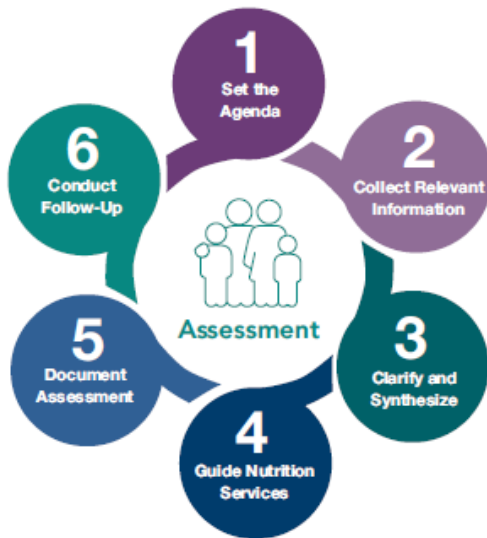 1
Set the
Agenda
2
Collect Relevant
Information
3
Clarify and
Synthesize
4
Guide Nutrition
Services
5
Document
Assessment
6
Conduct
Follow-Up
Assessment